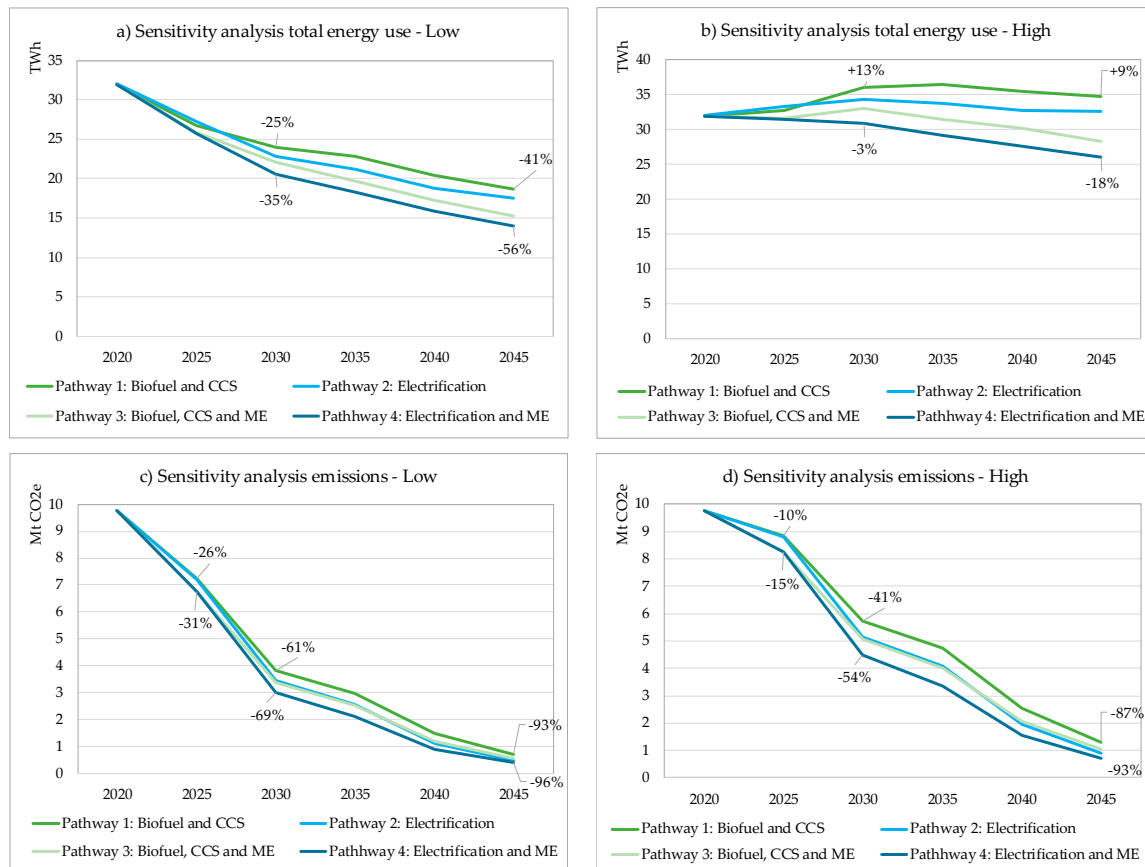 a) Sensitivity analysis total energy use - Low
TWh
35
30
25
20
15
10
5
0
-25%
-35%
-41%
-56%
2020 2025 2030 2035 2040 2045
Pathway 1: Biofuel and CCS Pathway 2: Electrification
Pathway 3: Biofuel, CCS and ME Pathhway 4: Electrification and ME
b) Sensitivity analysis total energy use - High
TWh
40
35
30
25
20
15
10
5
0
+13%
+9%
-3%
-18%
2020 2025 2030 2035 2040 2045
Pathway 1: Biofuel and CCS Pathway 2: Electrification
Pathway 3: Biofuel, CCS and ME Pathhway 4: Electrification and ME
c) Sensitivity analysis emissions - Low
Mt CO2e
10
9
8
7
6
5
4
3
2
1
0
-26%
-31%
-61%
-69%
-93%
-96%
2020 2025 2030 2035 2040 2045
Pathway 1: Biofuel and CCS Pathway 2: Electrification
Pathway 3: Biofuel, CCS and ME Pathhway 4: Electrification and ME
d) Sensitivity analysis emissions - High
Mt CO2e
10
9
8
7
6
5
4
3
2
1
0
-10%
-15%
-41%
-54%
-87%
-93%
2020 2025 2030 2035 2040 2045
Pathway 1: Biofuel and CCS Pathway 2: Electrification
Pathway 3: Biofuel, CCS and ME Pathhway 4: Electrification and ME